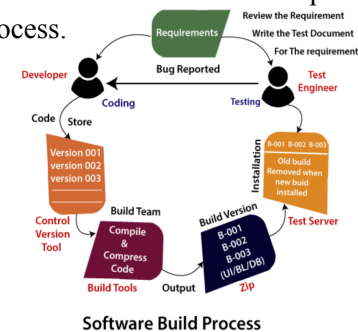 ocess.
Requirements
Review the Requirement
Write the Test Document
For The requirement
Developer
Bug Reported
Test
Engineer
Coding
Testing
Code
Store
Version 001
version 002
version 003
Control
Version
Tool
Build Team
Compile
&
Compress
Code
Build Tools
Output
Build Version
B-001
B-002
B-003
(UI/BL/DB)
Zip
Installation
B-001 B-002 B-003
Old build
Removed when
new buid
installed
Test Server
Software Build Process